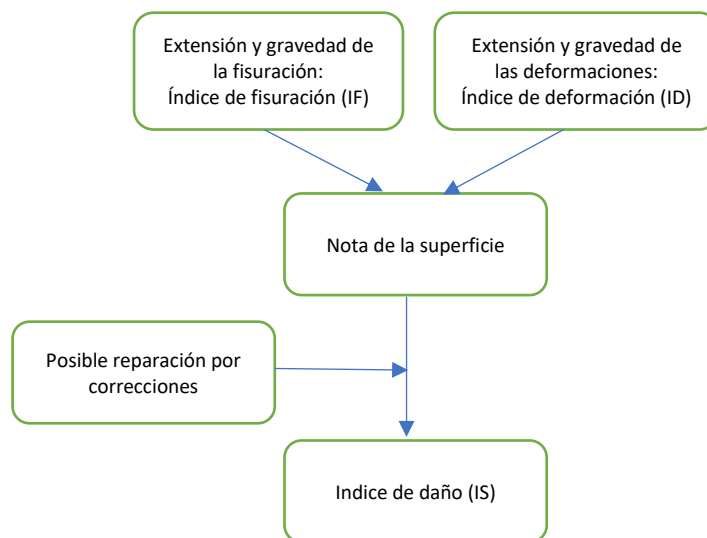 Extensión y gravedad de
la fisuración:
Índice de fisuración (IF)
Extensión y gravedad de
las deformaciones:
Índice de deformación (ID)
Nota de la superficie
Posible reparación por
correcciones
Indice de daño (IS)